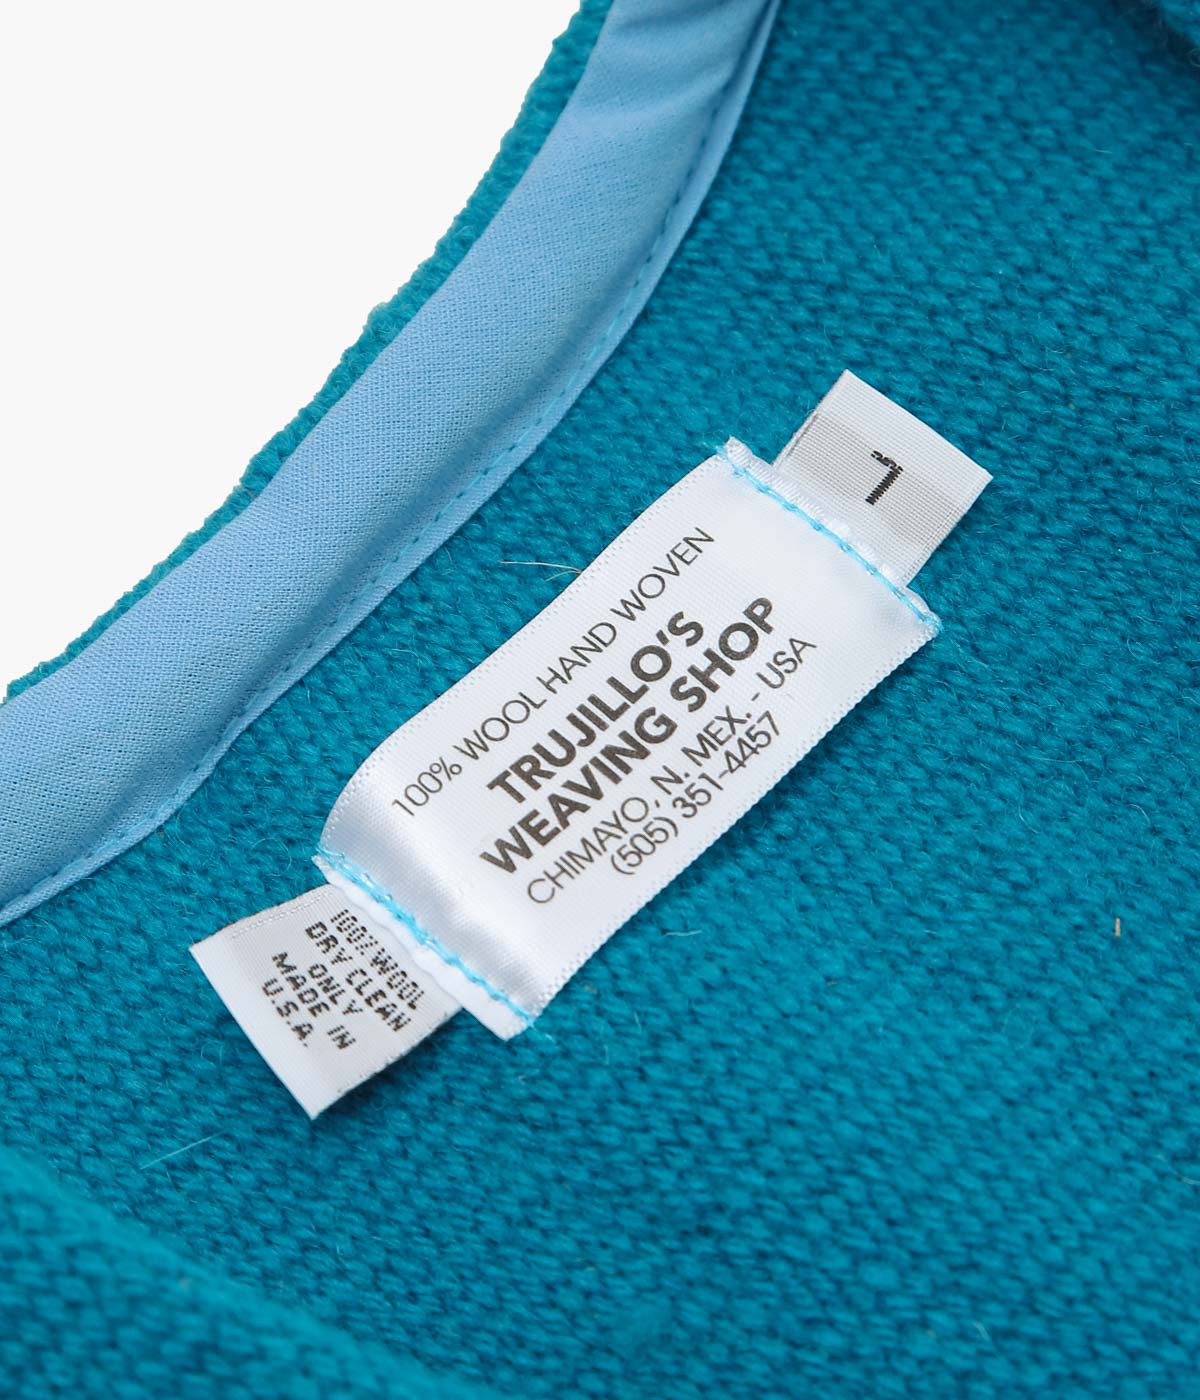 L
100% WOOL HAND WOVEN
TRUJILLO'S
WEAVING SHOP
CHIMAYO, N. MEX. - USA
(505) 351-4457
100% WOOL
DRY CLEAN
ONLY
MADE IN
U.S.A.